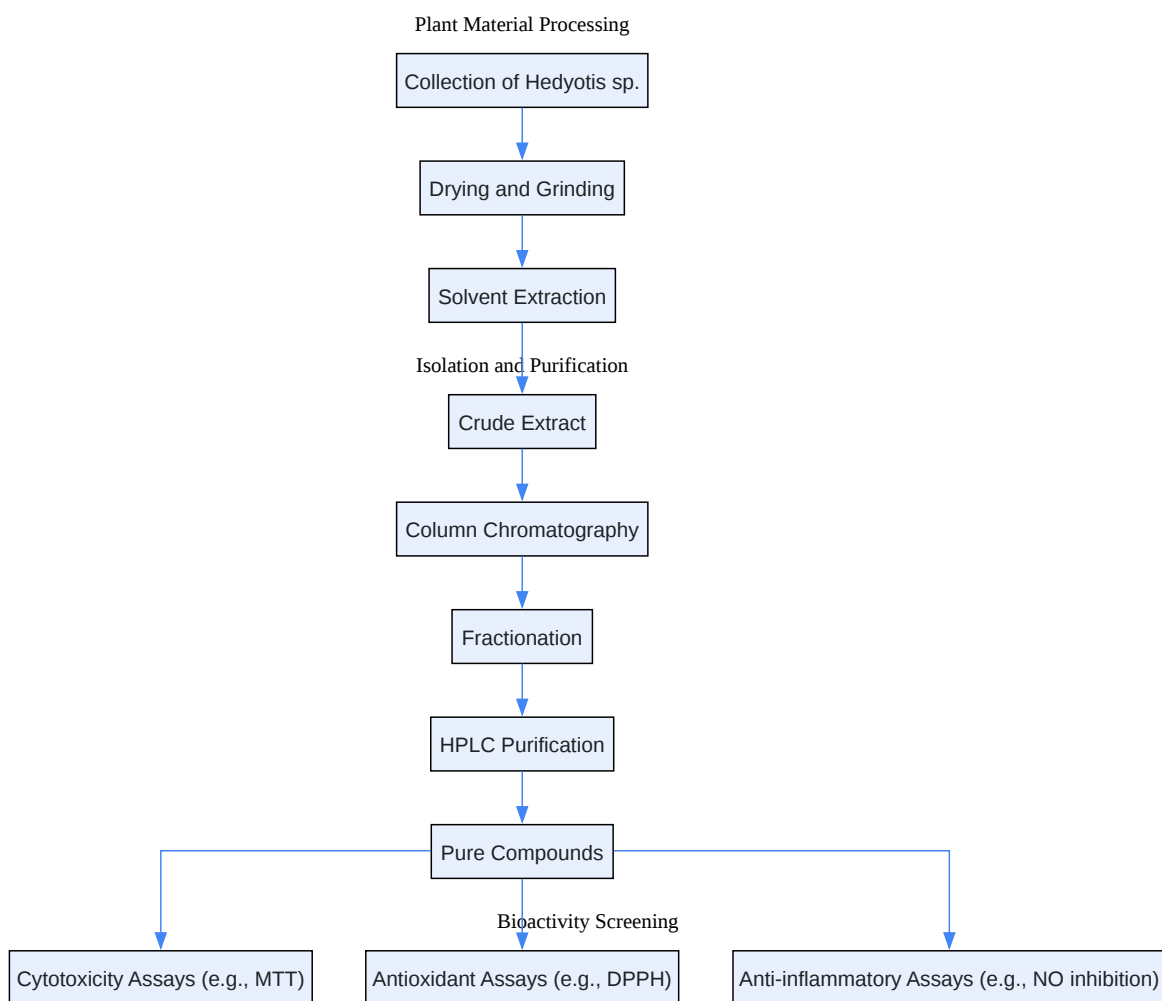 Plant Material Processing
Collection of Hedyotis sp.
Drying and Grinding
Solvent Extraction
Isolation and Purification
Crude Extract
Column Chromatography
Fractionation
HPLC Purification
Pure Compounds
Bioactivity Screening
Cytotoxicity Assays (e.g., MTT)
Antioxidant Assays (e.g., DPPH)
Anti-inflammatory Assays (e.g., NO inhibition)